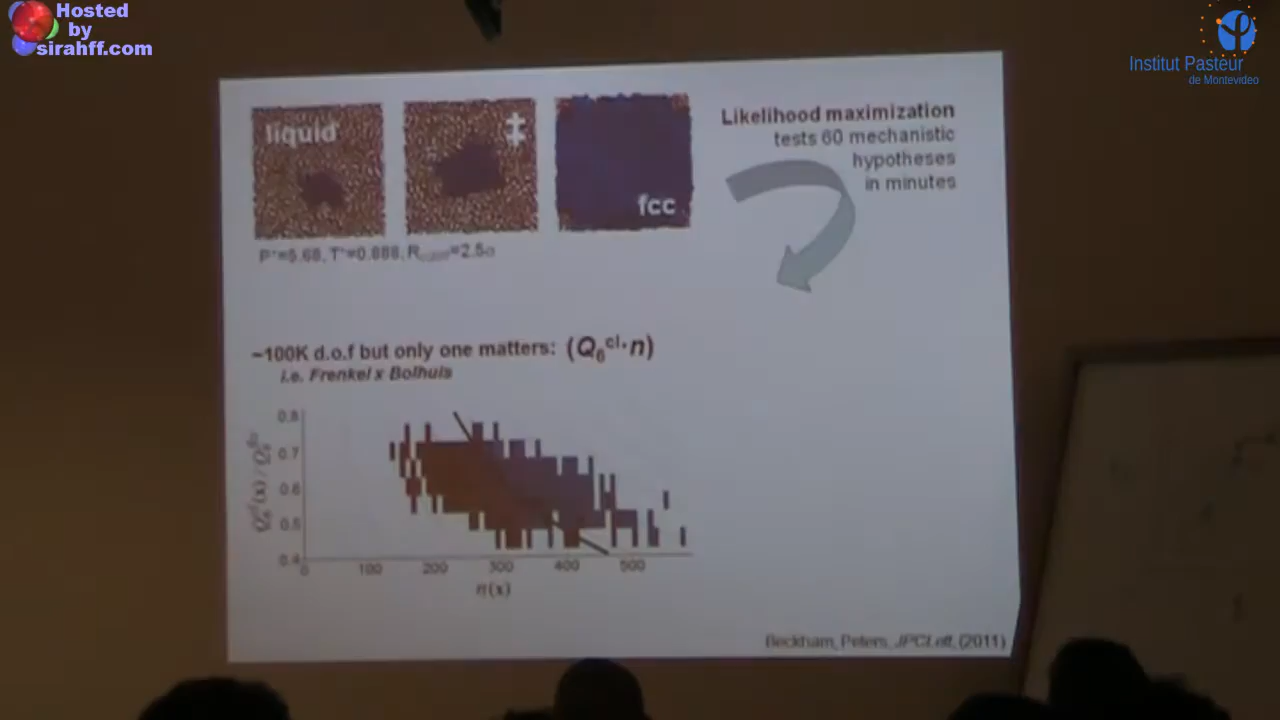 Hosted
by
sirahff.com
Institut Pasteur
de Montevideo
liquid
‡
fcc
Likelihood maximization
tests 60 mechanistic
hypotheses
in minutes
P*=5.68, T*=0.888, R =2.5σ
~100K d.o.f but only one matters: (Q₆ᶜˡ·n)
i.e. Frenkel x Bolhuis
0.8
0.7
0.6
0.5
0.4
0 100 200 300 400 500
n(x)
Beckham, Peters, JPCLett, (2011)